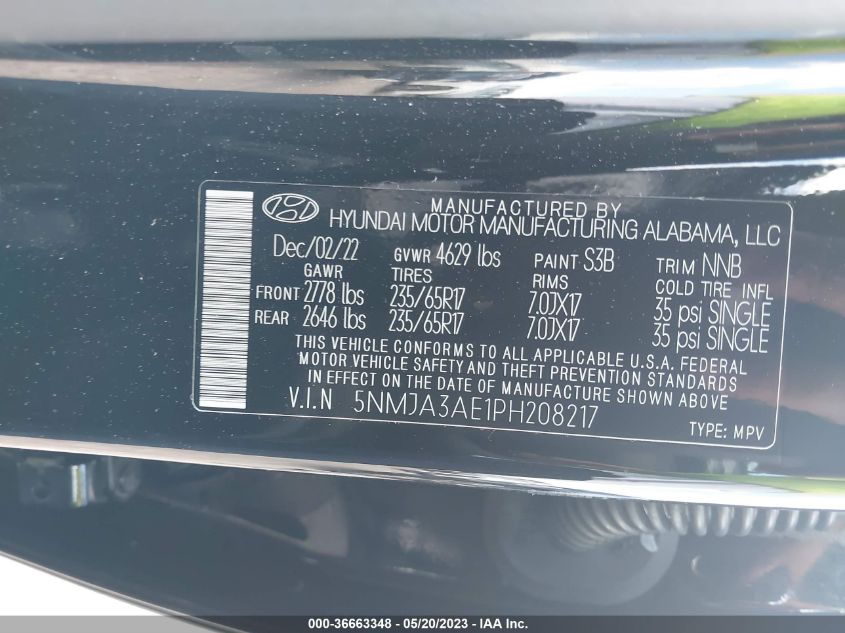 MANUFACTURED BY
HYUNDAI MOTOR MANUFACTURING ALABAMA, LLC
Dec/02/22 GVWR 4629 lbs PAINT S3B TRIM NNB
GAWR TIRES RIMS COLD TIRE INFL
FRONT 2778 lbs 235/65R17 7.0JX17 35 psi SINGLE
REAR 2646 lbs 235/65R17 7.0JX17 35 psi SINGLE
THIS VEHICLE CONFORMS TO ALL APPLICABLE U.S.A. FEDERAL
MOTOR VEHICLE SAFETY AND THEFT PREVENTION STANDARDS
IN EFFECT ON THE DATE OF MANUFACTURE SHOWN ABOVE
V.I.N 5NMJA3AE1PH208217
TYPE: MPV
000-36663348 - 05/20/2023 - IAA Inc.